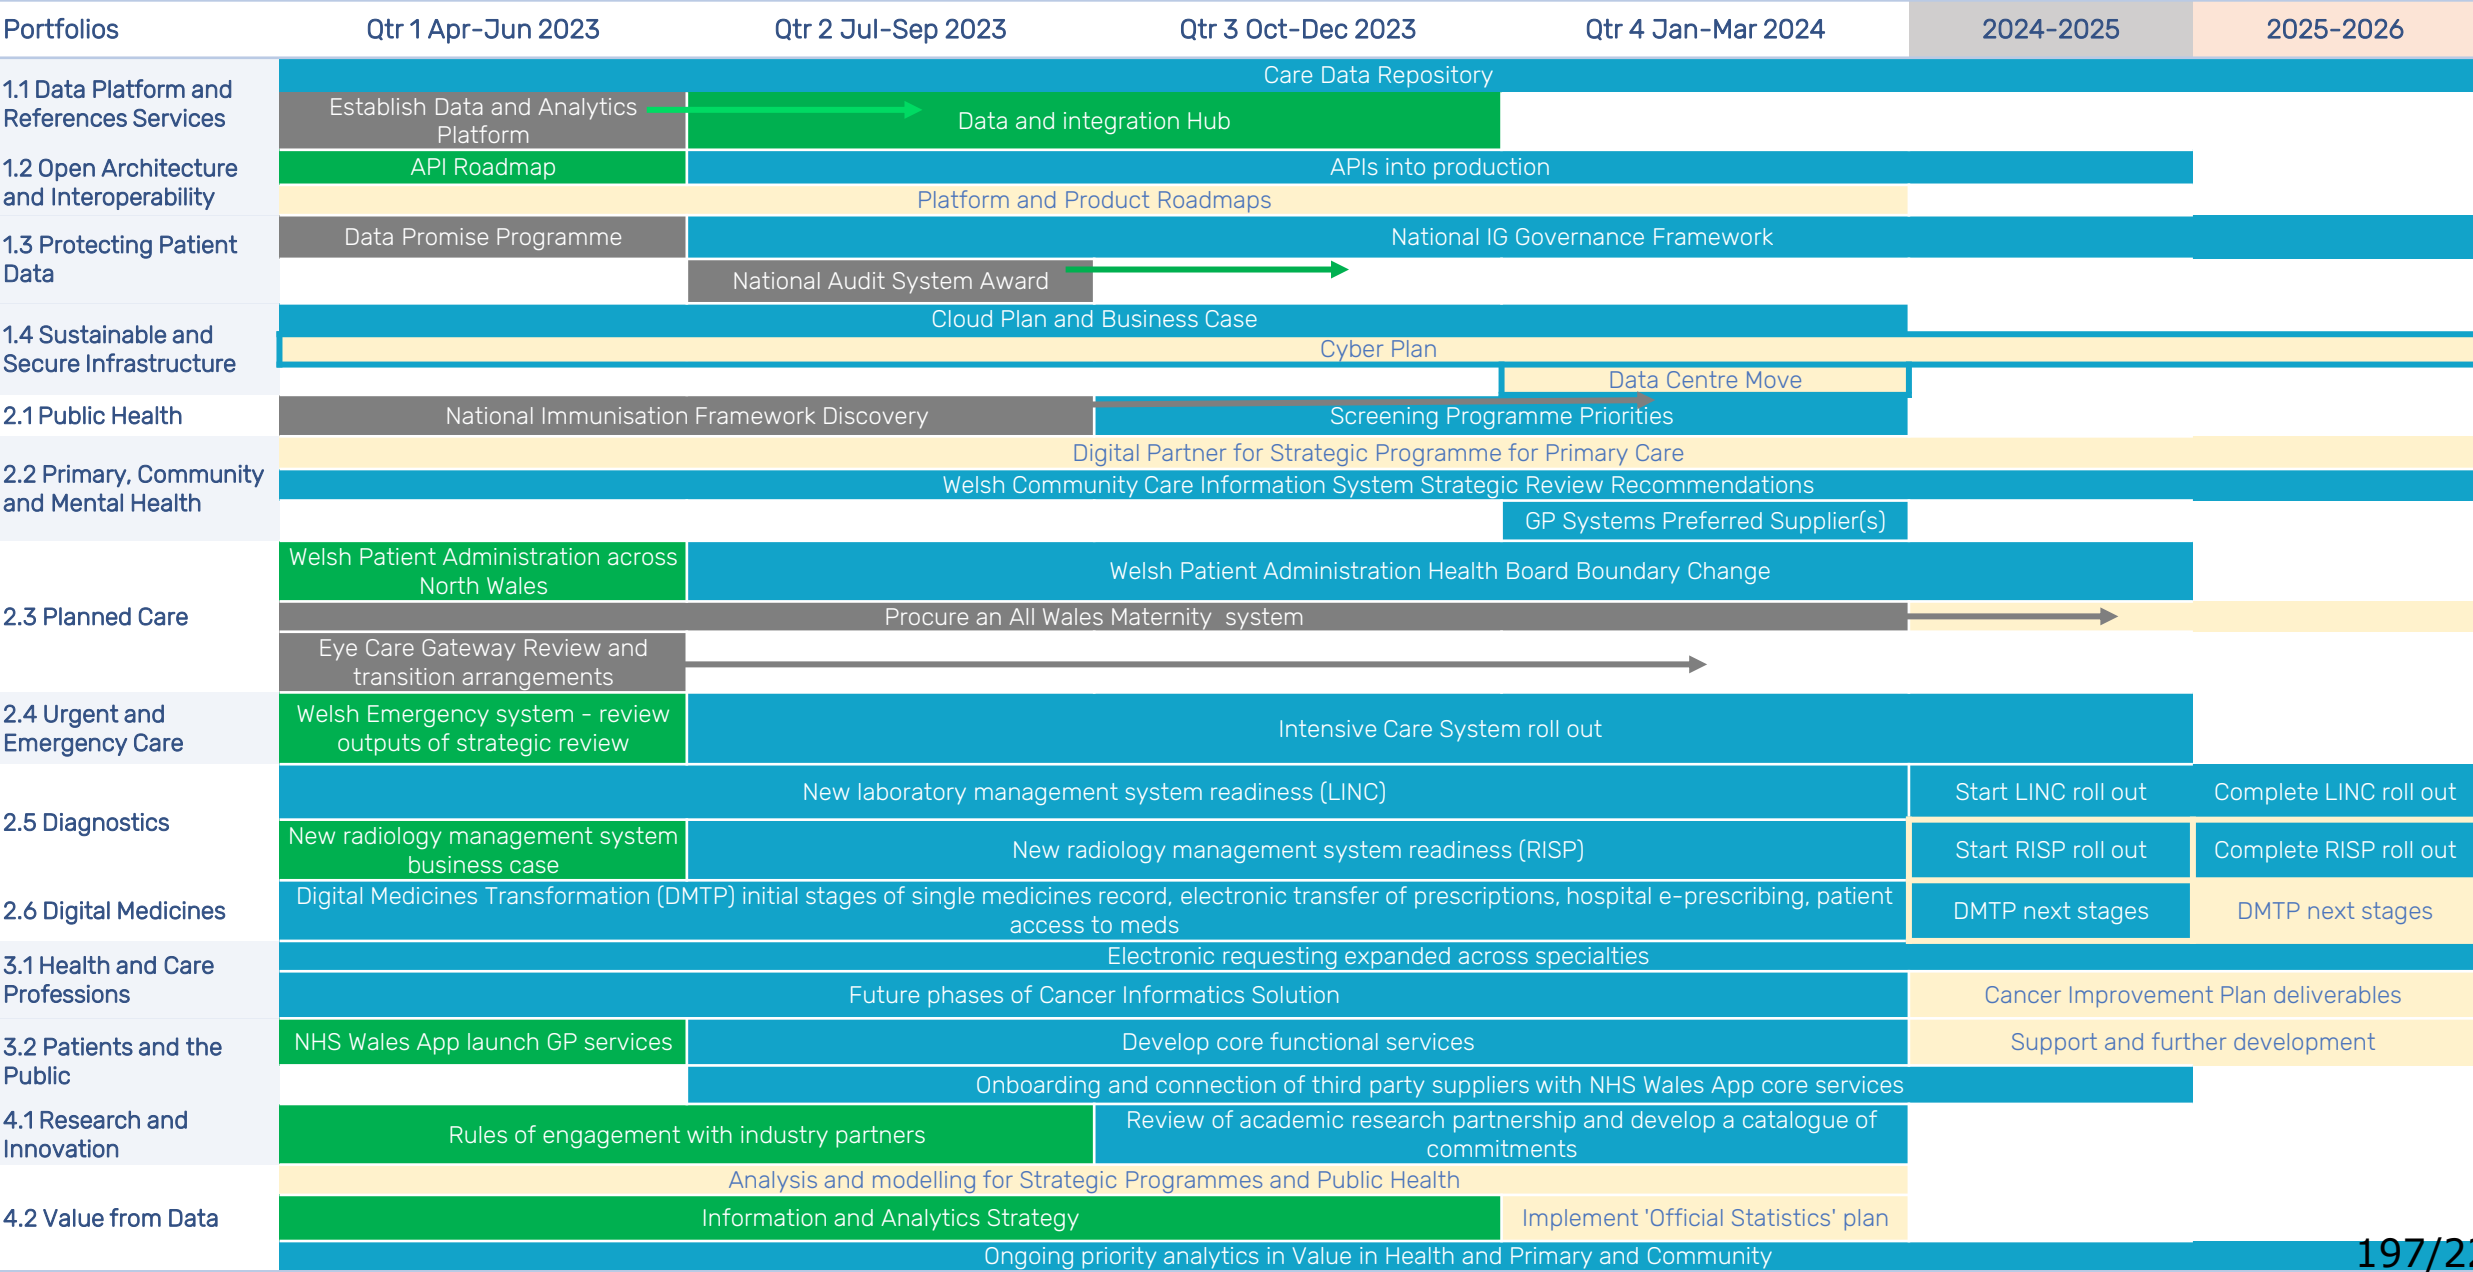 Portfolios
Qtr 1 Apr-Jun 2023
Qtr 2 Jul-Sep 2023
Qtr 3 Oct-Dec 2023
Qtr 4 Jan-Mar 2024
2024-2025
2025-2026
1.1 Data Platform and
References Services
Care Data Repository
Establish Data and Analytics
Platform
Data and integration Hub
1.2 Open Architecture
and Interoperability
API Roadmap
APIs into production
Platform and Product Roadmaps
1.3 Protecting Patient
Data
Data Promise Programme
National IG Governance Framework
National Audit System Award
1.4 Sustainable and
Secure Infrastructure
Cloud Plan and Business Case
Cyber Plan
Data Centre Move
2.1 Public Health
National Immunisation Framework Discovery
Screening Programme Priorities
2.2 Primary, Community
and Mental Health
Digital Partner for Strategic Programme for Primary Care
Welsh Community Care Information System Strategic Review Recommendations
GP Systems Preferred Supplier(s)
2.3 Planned Care
Welsh Patient Administration across
North Wales
Welsh Patient Administration Health Board Boundary Change
Procure an All Wales Maternity system
Eye Care Gateway Review and
transition arrangements
2.4 Urgent and
Emergency Care
Welsh Emergency system - review
outputs of strategic review
Intensive Care System roll out
2.5 Diagnostics
New laboratory management system readiness (LINC)
Start LINC roll out
Complete LINC roll out
New radiology management system
business case
New radiology management system readiness (RISP)
Start RISP roll out
Complete RISP roll out
2.6 Digital Medicines
Digital Medicines Transformation (DMTP) initial stages of single medicines record, electronic transfer of prescriptions, hospital e-prescribing, patient
access to meds
DMTP next stages
DMTP next stages
3.1 Health and Care
Professions
Electronic requesting expanded across specialties
Future phases of Cancer Informatics Solution
Cancer Improvement Plan deliverables
3.2 Patients and the
Public
NHS Wales App launch GP services
Develop core functional services
Support and further development
Onboarding and connection of third party suppliers with NHS Wales App core services
4.1 Research and
Innovation
Rules of engagement with industry partners
Review of academic research partnership and develop a catalogue of
commitments
4.2 Value from Data
Analysis and modelling for Strategic Programmes and Public Health
Information and Analytics Strategy
Implement 'Official Statistics' plan
Ongoing priority analytics in Value in Health and Primary and Community
197/22